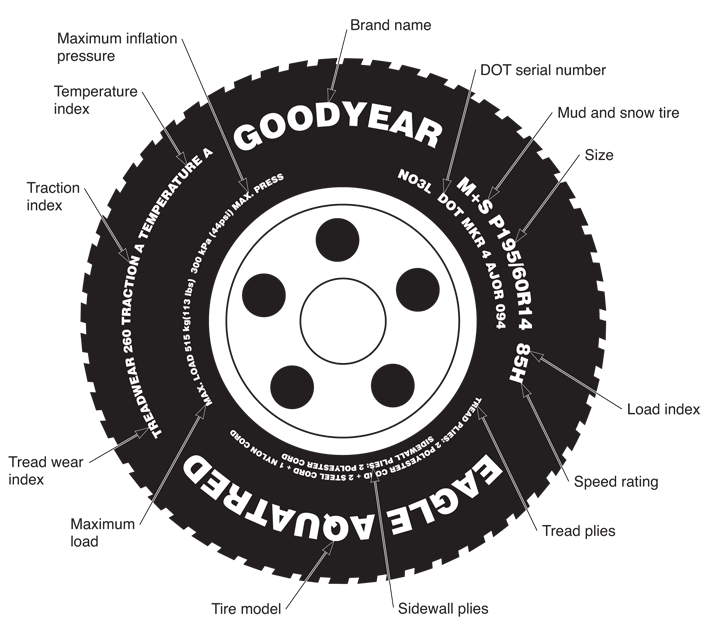 Brand name
Maximum inflation
pressure
DOT serial number
Temperature
index
Mud and snow tire
Size
Traction
index
GOODYEAR
NO3L DOT MKR 4 AJOR 094
M+S P195/60R14 85H
TREADWEAR 260 TRACTION A TEMPERATURE A
MAX. LOAD 515 kg(113 lbs) 300 kPa (44psi) MAX. PRESS
TREAD PLIES: 2 POLYESTER CO ID + 2 STEEL CORD + 1 NYLON CORD
SIDEWALL PLIES: 2 POLYESTER CORD
EAGLE AQUATRED
Load index
Tread wear
index
Speed rating
Maximum
load
Tread plies
Tire model
Sidewall plies